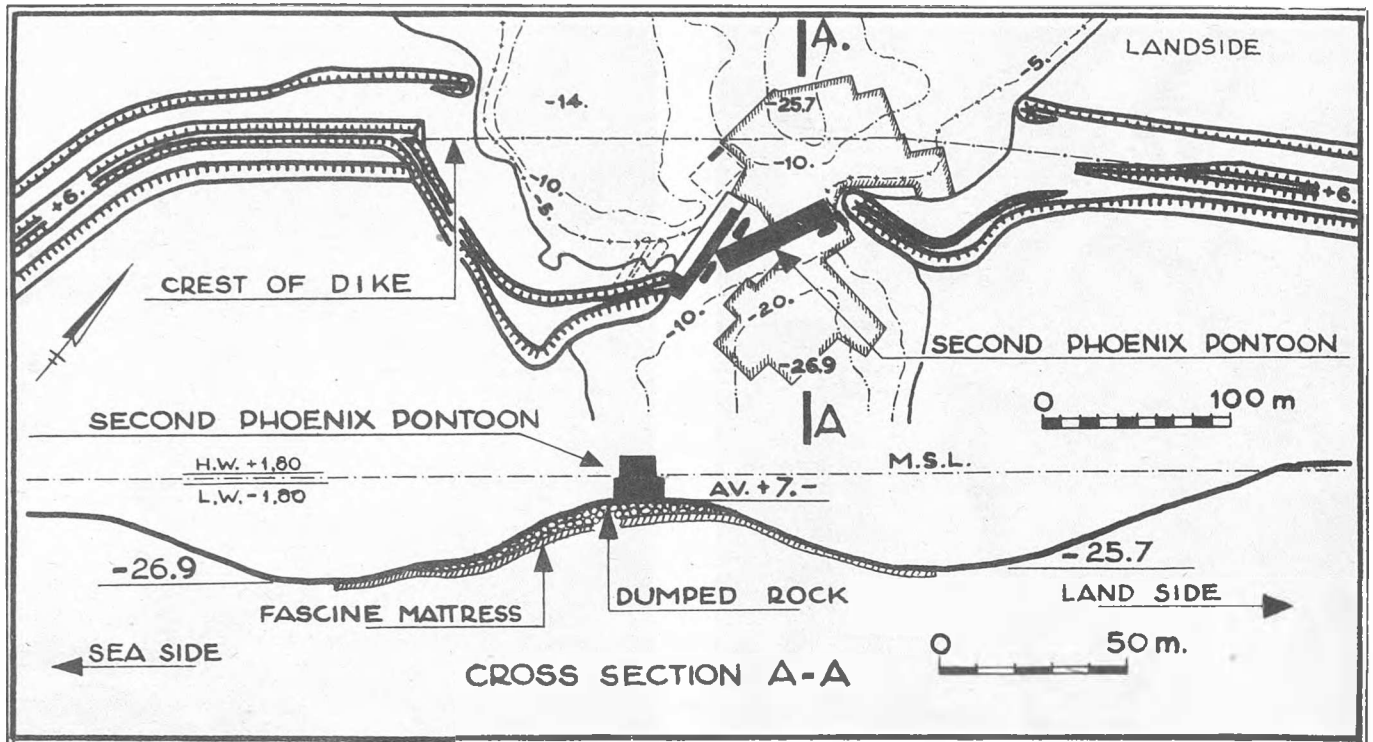 A.
LANDSIDE
-5.
-14.
-25.7
-10.
-10.
-5.
+6.
+6.
CREST OF DIKE
-10.
-20.
-26.9
SECOND PHOENIX PONTOON
0 100 m
A
SECOND PHOENIX PONTOON
H.W. +1,80
L.W. -1,80
M.S.L.
AV. +7.-
-26.9
-25.7
FASCINE MATTRESS
DUMPED ROCK
LAND SIDE
SEA SIDE
0 50 m.
CROSS SECTION A-A